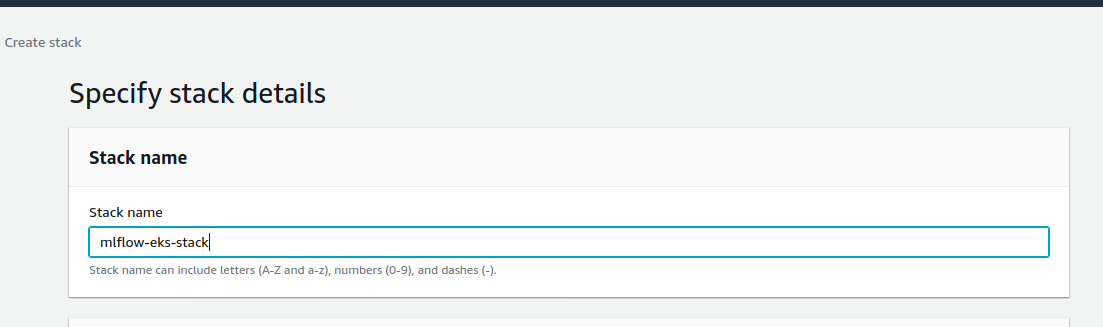 Create stack
Specify stack details
Stack name
Stack name
mlflow-eks-stack
Stack name can include letters (A-Z and a-z), numbers (0-9), and dashes (-).